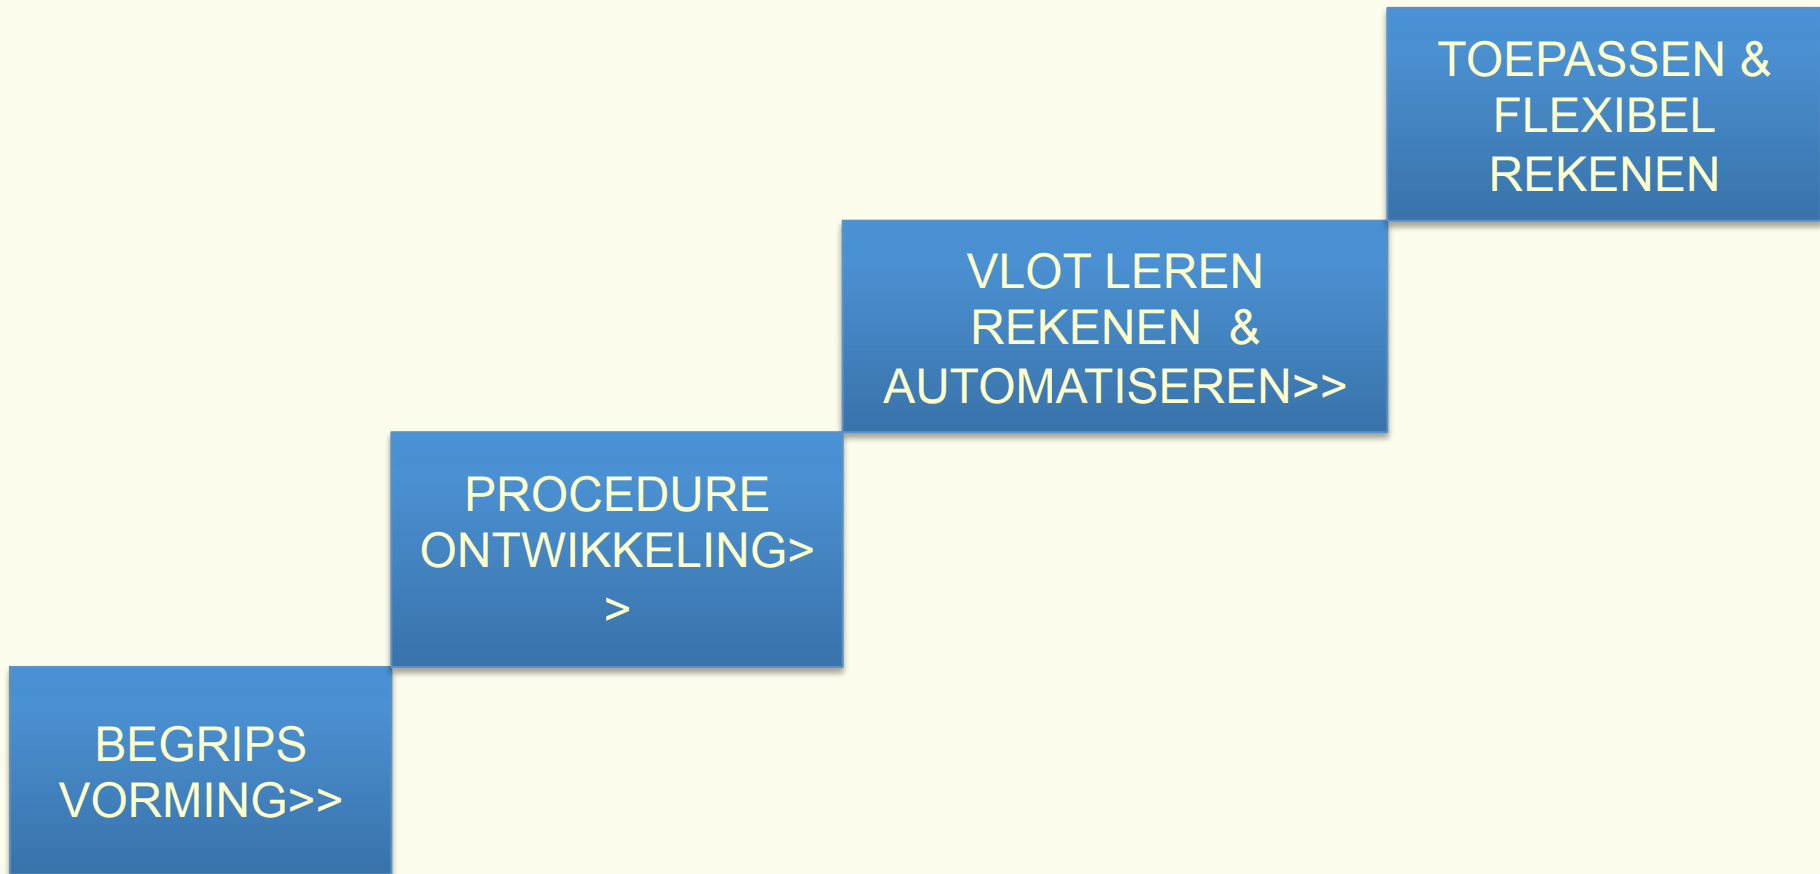 TOEPASSEN &
FLEXIBEL
REKENEN
VLOT LEREN
REKENEN  &
AUTOMATISEREN>>
PROCEDURE
ONTWIKKELING>
>
BEGRIPS
VORMING>>